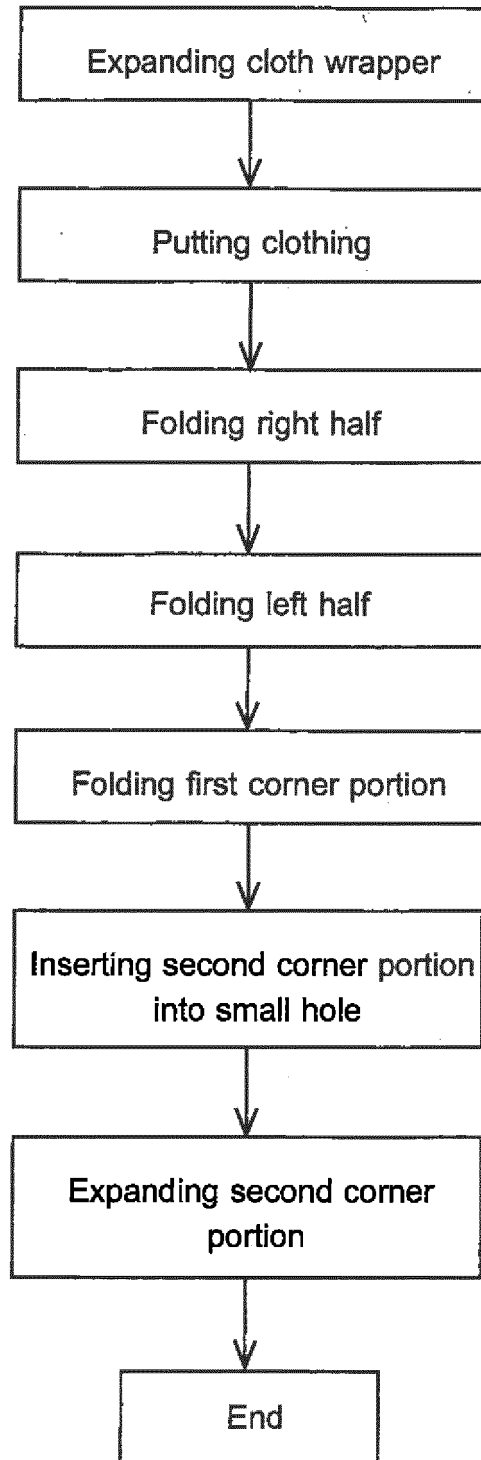 Expanding cloth wrapper
Putting clothing
Folding right half
Folding left half
Folding first corner portion
Inserting second corner portion
into small hole
Expanding second corner
portion
End